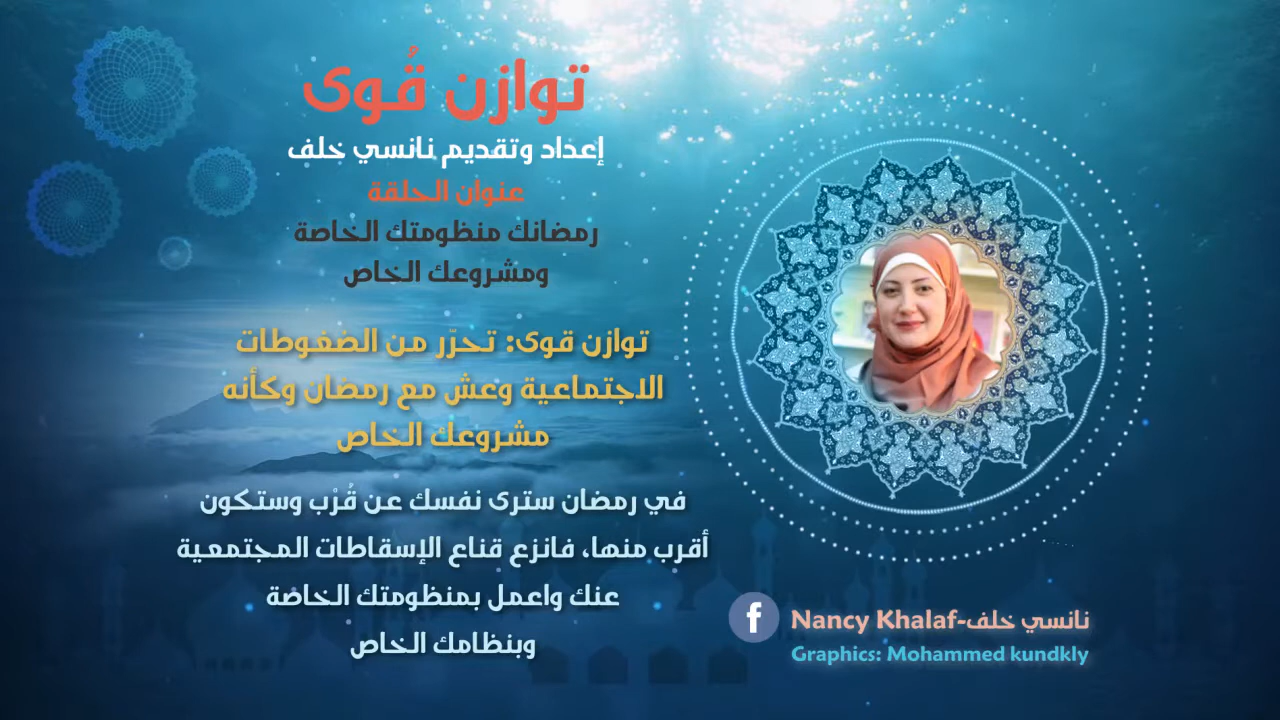 توازن قُوى
إعداد وتقديم نانسي خلف
عنوان الحلقة
رمضانك منظومتك الخاصة
ومشروعك الخاص
توازن قوى: تحرّر من الضغوطات
الاجتماعية وعش مع رمضان وكأنه
مشروعك الخاص
في رمضان سترى نفسك عن قُرْب وستكون
أقرب منها، فانزع قناع الإسقاطات المجتمعية
عنك واعمل بمنظومتك الخاصة
وبنظامك الخاص
f
Nancy Khalaf-نانسي خلف
Graphics: Mohammed kundkly